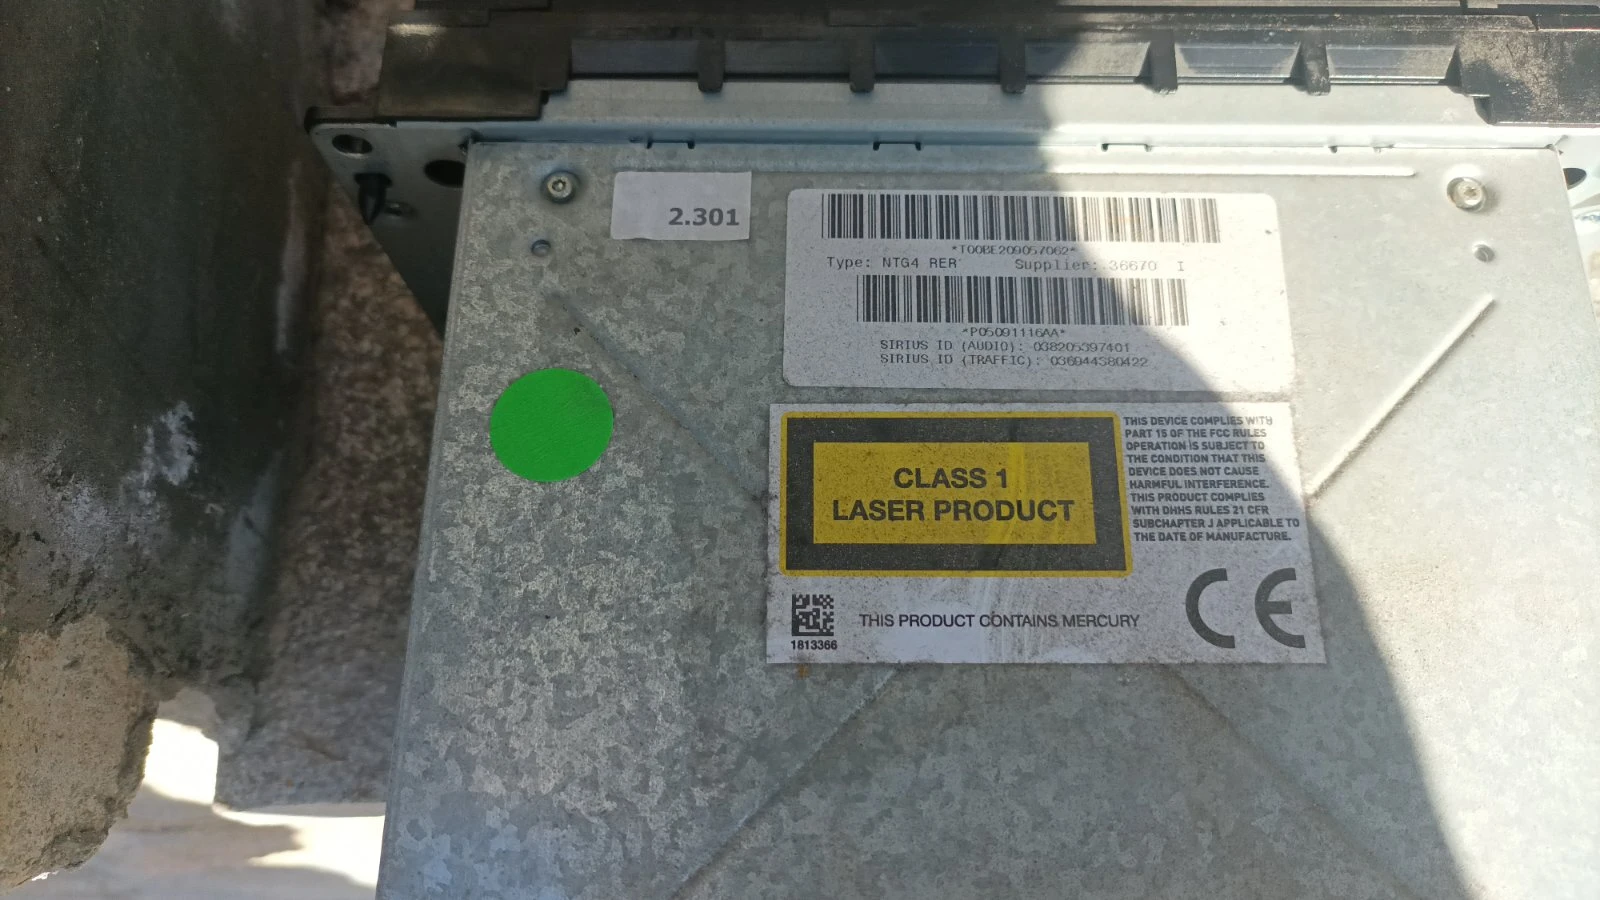 2.301
*T00BE209057062*
Type: NTG4 RER Supplier: 36670 I
*P05091116AA*
SIRIUS ID (AUDIO): 038205397401
SIRIUS ID (TRAFFIC): 036944380422
CLASS 1
LASER PRODUCT
THIS DEVICE COMPLIES WITH
PART 15 OF THE FCC RULES
OPERATION IS SUBJECT TO
THE CONDITION THAT THIS
DEVICE DOES NOT CAUSE
HARMFUL INTERFERENCE.
THIS PRODUCT COMPLIES
WITH DHHS RULES 21 CFR
SUBCHAPTER J APPLICABLE TO
THE DATE OF MANUFACTURE.
THIS PRODUCT CONTAINS MERCURY
1813366
CE